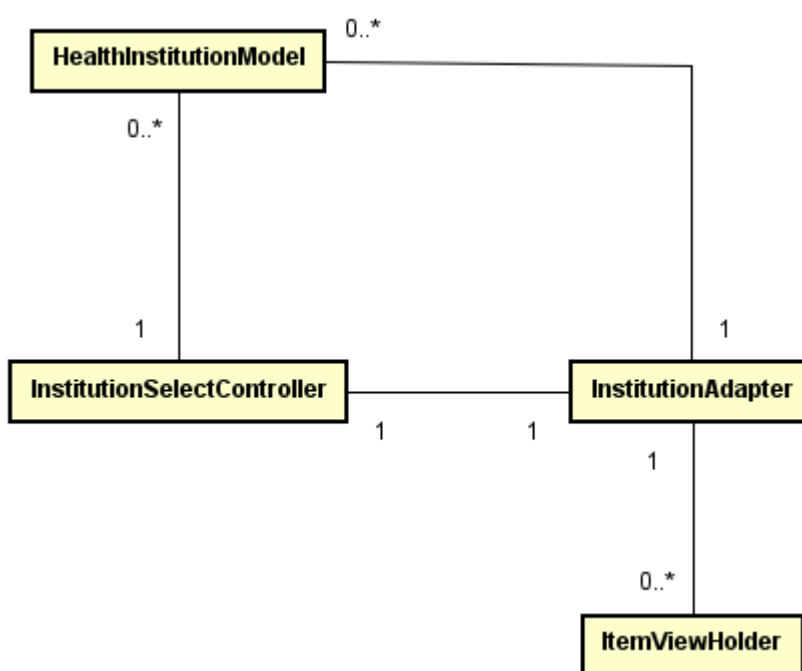 0..*
HealthInstitutionModel
0..*
1
1
InstitutionSelectController
InstitutionAdapter
1
1
1
0..*
ItemViewHolder